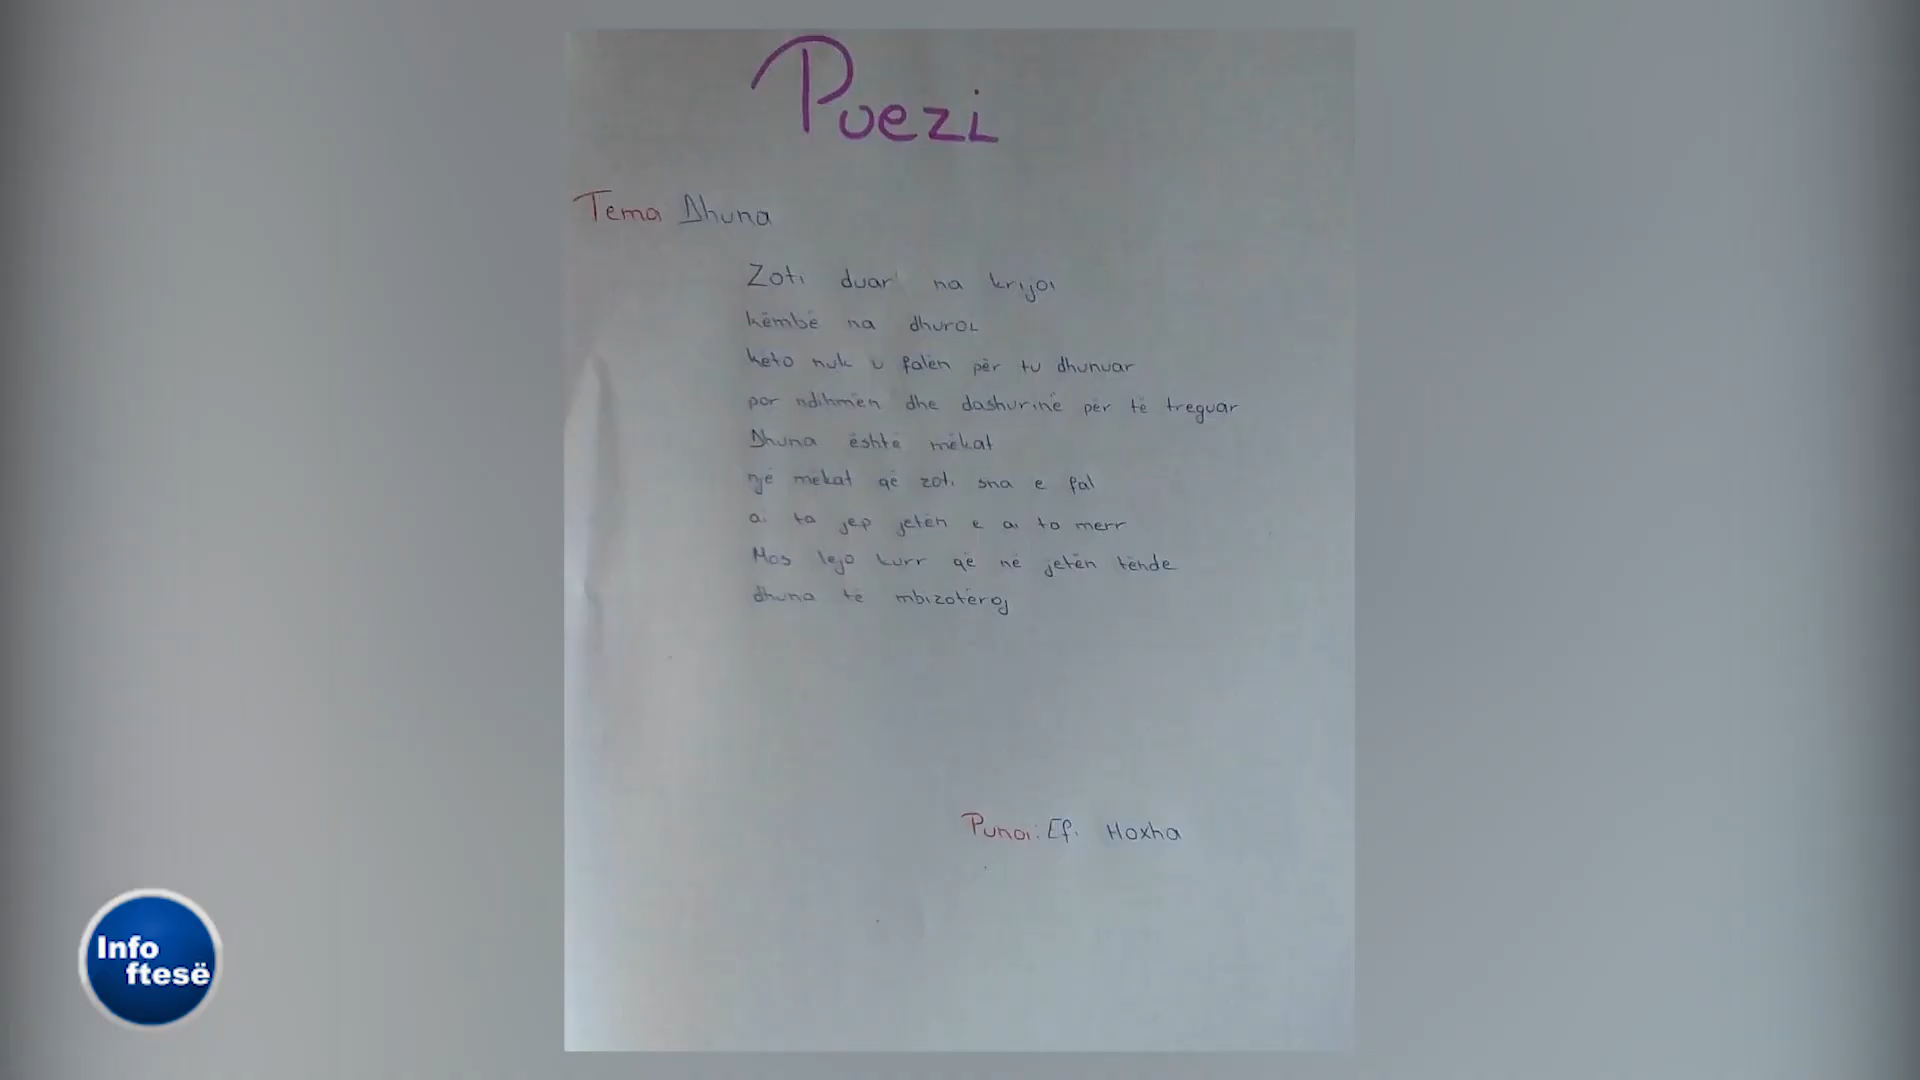 Poezi
Tema Dhuna
Zoti duar na krijoi
këmbë na dhuroi
keto nuk u falën për tu dhunuar
por ndihmën dhe dashurinë për të treguar
Dhuna është mëkat
një mëkat që zoti sna e fal
ai ta jep jetën e ai ta merr
Mos lejo kurr që në jetën tënde
dhuna të mbizotëroj
Punoi: Efi Hoxha
Info
ftesë